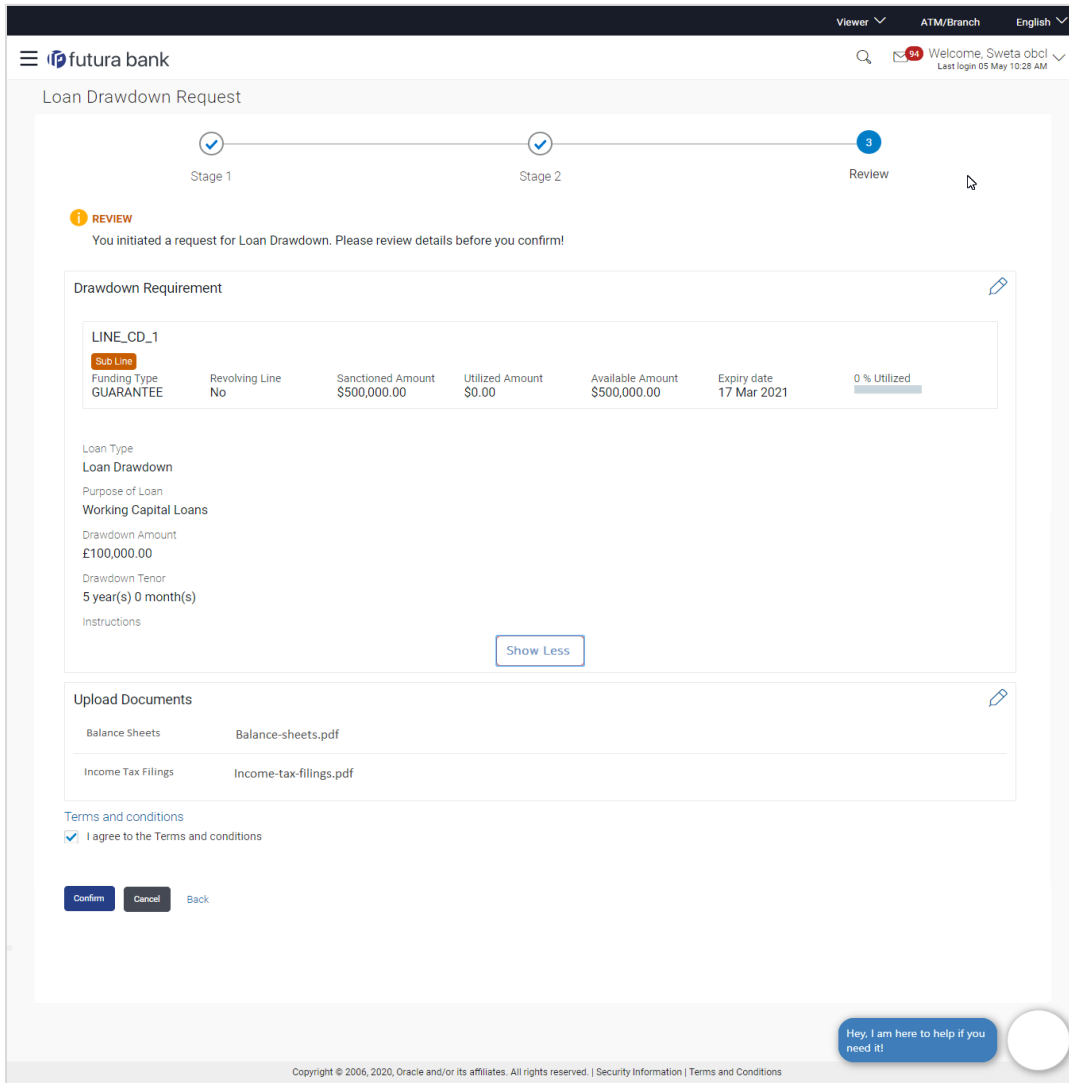 Viewer ATM/Branch English
futura bank 94 Welcome, Sweta obcl
Last login 05 May 10:28 AM
Loan Drawdown Request
3
Stage 1 Stage 2 Review
REVIEW
You initiated a request for Loan Drawdown. Please review details before you confirm!
Drawdown Requirement
LINE_CD_1
Sub Line
Funding Type Revolving Line Sanctioned Amount Utilized Amount Available Amount Expiry date 0 % Utilized
GUARANTEE No $500,000.00 $0.00 $500,000.00 17 Mar 2021
Loan Type
Loan Drawdown
Purpose of Loan
Working Capital Loans
Drawdown Amount
£100,000.00
Drawdown Tenor
5 year(s) 0 month(s)
Instructions
Show Less
Upload Documents
Balance Sheets Balance-sheets.pdf
Income Tax Filings Income-tax-filings.pdf
Terms and conditions
I agree to the Terms and conditions
Confirm Cancel Back
Hey, I am here to help if you
need it!
Copyright © 2006, 2020, Oracle and/or its affiliates. All rights reserved. | Security Information | Terms and Conditions